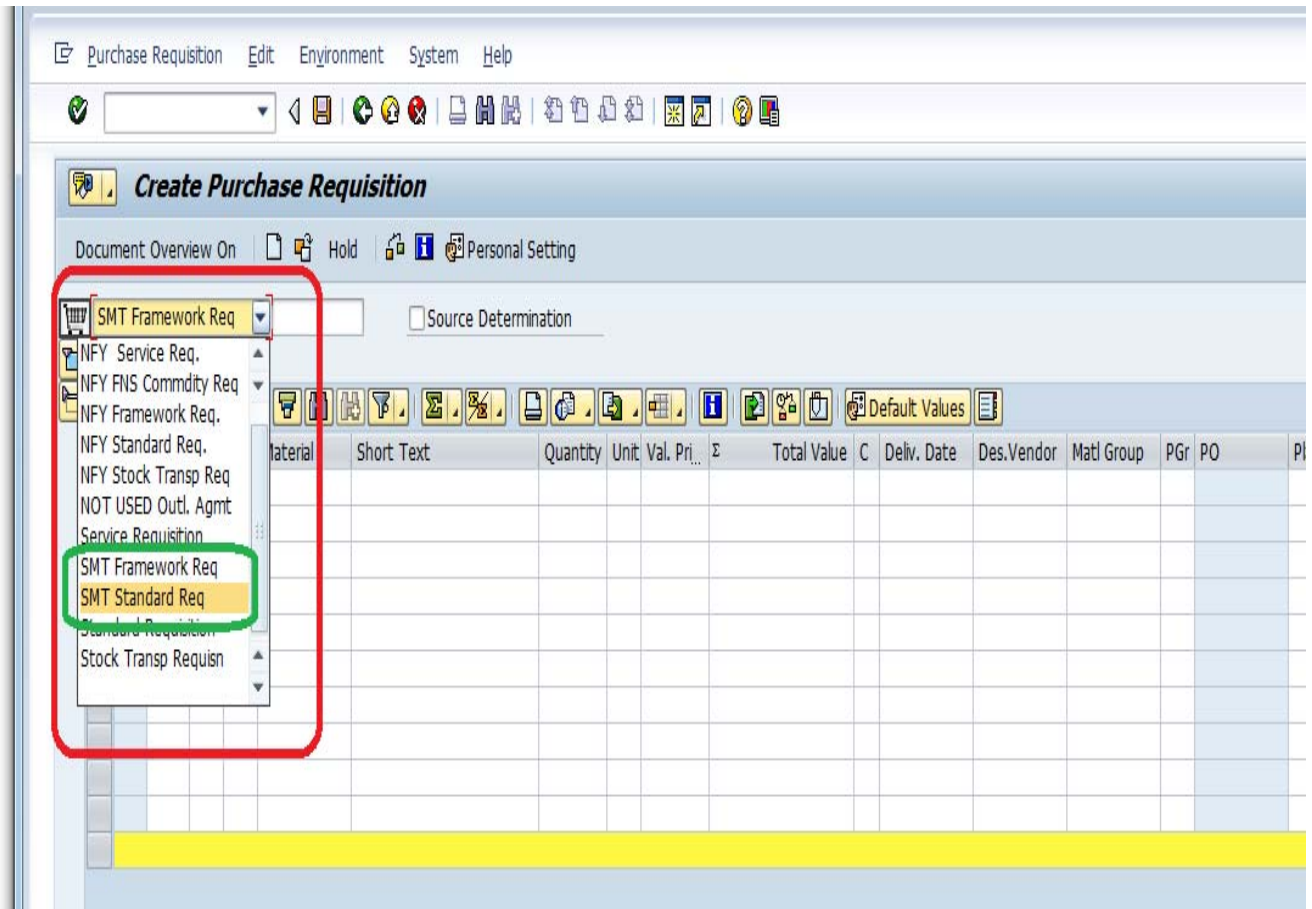 Purchase Requisition Edit Environment System Help
Create Purchase Requisition
Document Overview On Hold Personal Setting
SMT Framework Req Source Determination
NFY Service Req.
NFY FNS Commdity Req
NFY Framework Req. Default Values
NFY Standard Req.
Material Short Text Quantity Unit Val. Pri... Σ Total Value C Deliv. Date Des.Vendor Matl Group PGr PO
NFY Stock Transp Req
NOT USED Outl. Agmt
Service Requisition
SMT Framework Req
SMT Standard Req
Standard Requisition
Stock Transp Requisn